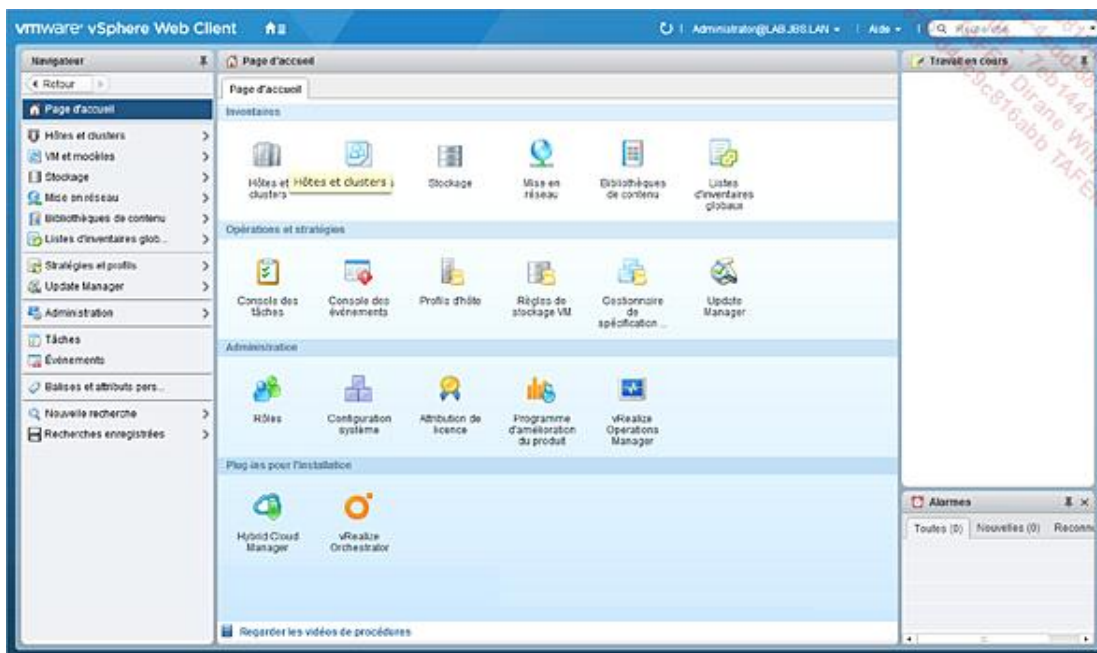 vmware® vSphere Web Client
Administrator@LAB.JBS.LAN
Aide
Navigateur
Retour
Page d'accueil
Hôtes et clusters
VM et modèles
Stockage
Mise en réseau
Bibliothèques de contenu
Listes d'inventaires glob...
Stratégies et profils
Update Manager
Administration
Tâches
Événements
Balises et attributs pers...
Nouvelle recherche
Recherches enregistrées
Page d'accueil
Page d'accueil
Inventaires
Hôtes et
clusters
Hôtes et clusters
Stockage
Mise en
réseau
Bibliothèques
de contenu
Listes
d'inventaires
globaux
Opérations et stratégies
Console des
tâches
Console des
événements
Profils d'hôte
Règles de
stockage VM
Gestionnaire
de
spécification ...
Update
Manager
Administration
Rôles
Configuration
système
Attribution de
licence
Programme
d'amélioration
du produit
vRealize
Operations
Manager
Plug-ins pour l'installation
Hybrid Cloud
Manager
vRealize
Orchestrator
Regarder les vidéos de procédures
Travail en cours
Alarmes
Toutes (0)
Nouvelles (0)